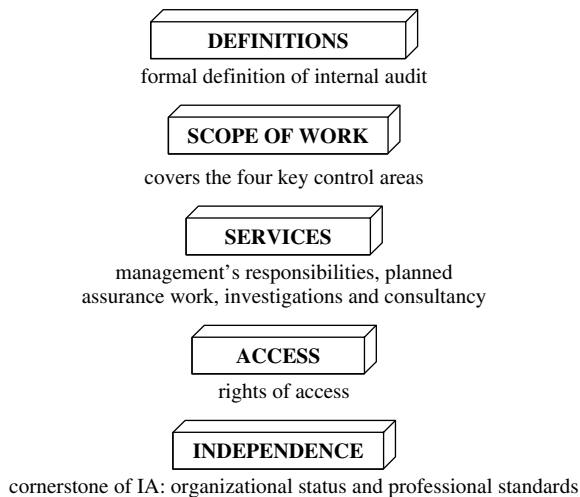 DEFINITIONS
formal definition of internal audit
SCOPE OF WORK
covers the four key control areas
SERVICES
management’s responsibilities, planned
assurance work, investigations and consultancy
ACCESS
rights of access
INDEPENDENCE
cornerstone of IA: organizational status and professional standards